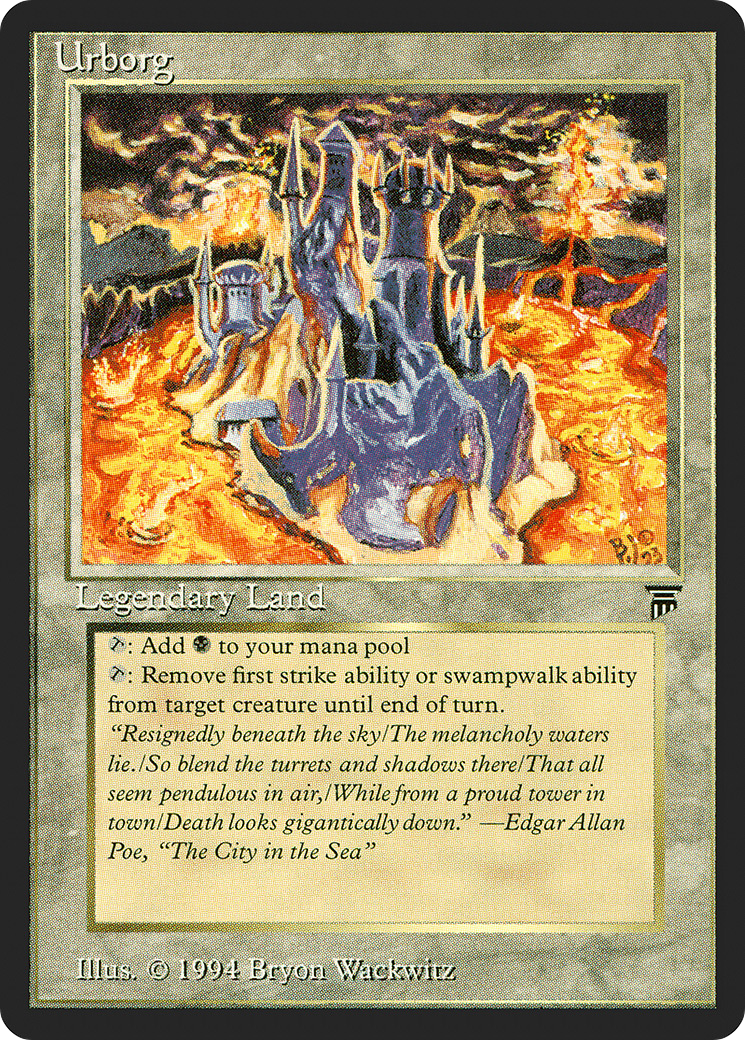 Urborg
Legendary Land
: Add to your mana pool
: Remove first strike ability or swampwalk ability
from target creature until end of turn.
“Resignedly beneath the sky/The melancholy waters
lie./So blend the turrets and shadows there/That all
seem pendulous in air,/While from a proud tower in
town/Death looks gigantically down.” —Edgar Allan
Poe, “The City in the Sea”
Illus. © 1994 Bryon Wackwitz